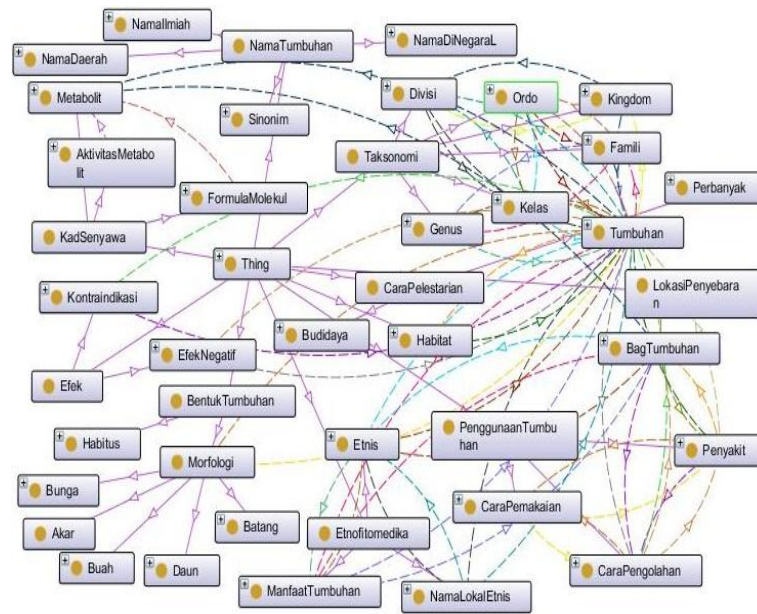 NamaIlmiah
NamaTumbuhan
NamaDiNegaraL
NamaDaerah
Metabolit
Divisi
Ordo
Kingdom
Sinonim
AktivitasMetabo
lit
Taksonomi
Famili
FormulaMolekul
Kelas
Perbanyak
KadSenyawa
Genus
Tumbuhan
Thing
Kontraindikasi
CaraPelestarian
LokasiPenyebara
n
Budidaya
Habitat
EfekNegatif
BagTumbuhan
Efek
BentukTumbuhan
Habitus
Etnis
PenggunaanTumbu
han
Penyakit
Morfologi
Bunga
CaraPemakaian
Akar
Batang
Etnofitomedika
Buah
Daun
ManfaatTumbuhan
NamaLokalEtnis
CaraPengolahan